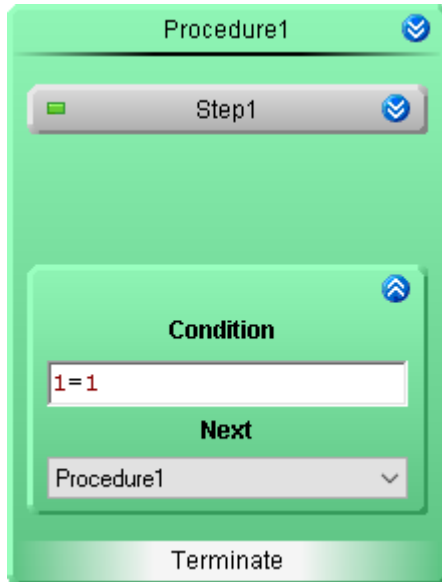 Procedure1
Step1
Condition
1=1
Next
Procedure1
Terminate